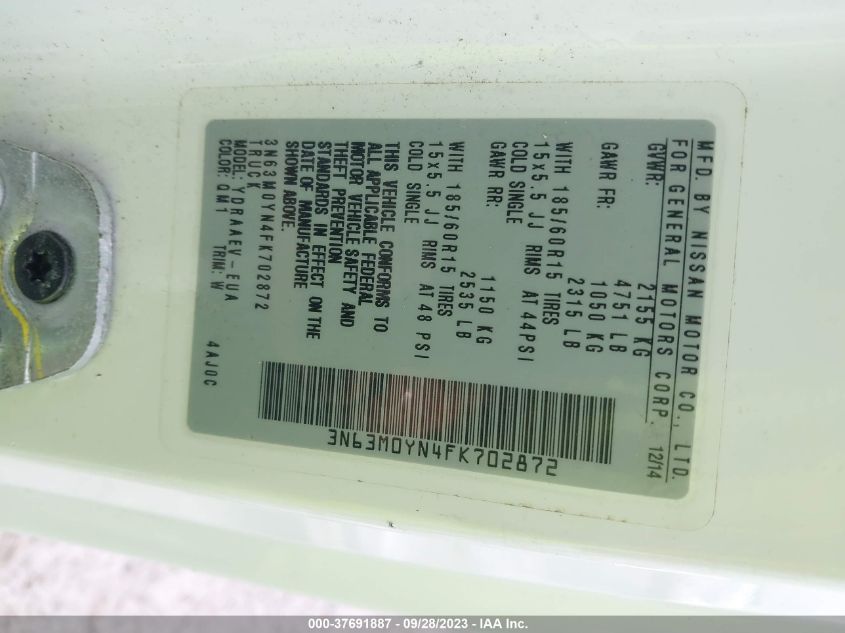 MFD. BY NISSAN MOTOR CO., LTD.
FOR GENERAL MOTORS CORP. 12/14
GVWR: 2155 KG
4751 LB
GAWR FR: 1050 KG
2315 LB
WITH 185/60R15 TIRES
15x5.5 JJ RIMS AT 44PSI
COLD SINGLE
GAWR RR: 1150 KG
2535 LB
WITH 185/60R15 TIRES
15x5.5 JJ RIMS AT 48 PSI
COLD SINGLE
THIS VEHICLE CONFORMS TO
ALL APPLICABLE FEDERAL
MOTOR VEHICLE SAFETY AND
THEFT PREVENTION
STANDARDS IN EFFECT ON THE
DATE OF MANUFACTURE
SHOWN ABOVE.
3N63M0YN4FK702872
TRUCK
MODEL: YDRAAEV-EUA
COLOR: QM1 TRIM: W 4AJ0C
3N63M0YN4FK702872
000-37691887 - 09/28/2023 - IAA Inc.